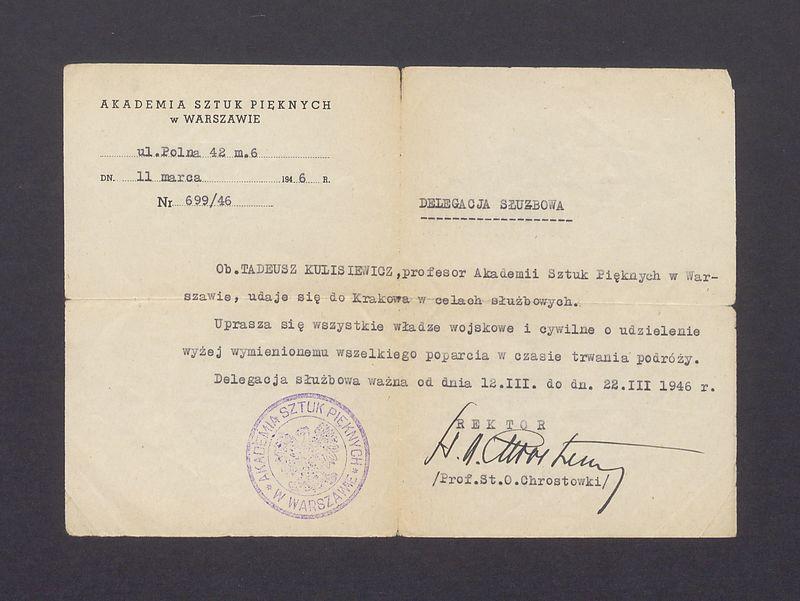 AKADEMIA SZTUK PIĘKNYCH
w WARSZAWIE
ul.Polna 42 m.6
DN. 11 marca 1946 R.
Nr 699/46
DELEGACJA SŁUŻBOWA
Ob.TADEUSZ KULISIEWICZ,profesor Akademii Sztuk Pięknych w War-
szawie, udaje się do Krakowa w celach służbowych.
Uprasza się wszystkie władze wojskowe i cywilne o udzielenie
wyżej wymienionemu wszelkiego poparcia w czasie trwania podróży.
Delegacja służbowa ważna od dnia 12.III. do dn. 22.III 1946 r.
AKADEMIA SZTUK PIĘKNYCH
* W WARSZAWIE *
REKTOR
/Prof.St.O.Chrostowki/